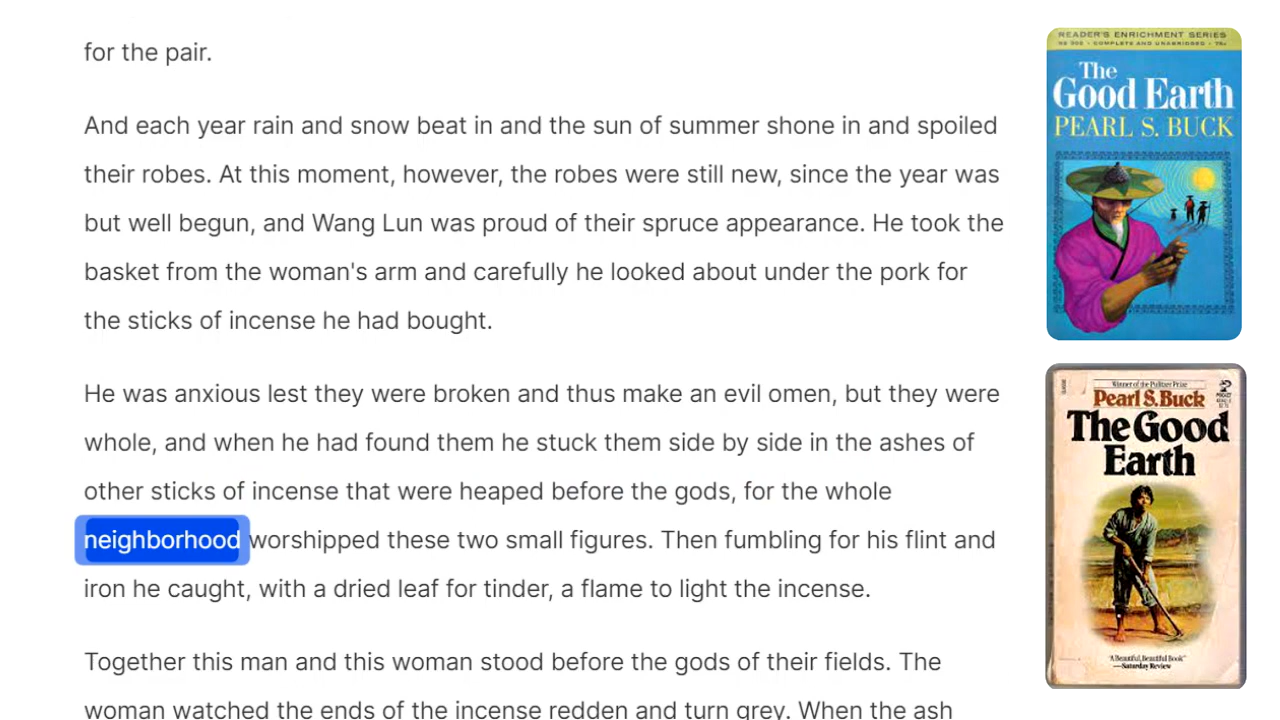 for the pair.
And each year rain and snow beat in and the sun of summer shone in and spoiled
their robes. At this moment, however, the robes were still new, since the year was
but well begun, and Wang Lun was proud of their spruce appearance. He took the
basket from the woman's arm and carefully he looked about under the pork for
the sticks of incense he had bought.
He was anxious lest they were broken and thus make an evil omen, but they were
whole, and when he had found them he stuck them side by side in the ashes of
other sticks of incense that were heaped before the gods, for the whole
neighborhood worshipped these two small figures. Then fumbling for his flint and
iron he caught, with a dried leaf for tinder, a flame to light the incense.
Together this man and this woman stood before the gods of their fields. The
woman watched the ends of the incense redden and turn grey. When the ash
READER'S ENRICHMENT SERIES
COMPLETE AND UNABRIDGED
The
Good Earth
PEARL S. BUCK
Winner of the Pulitzer Prize
Pearl S. Buck
The Good
Earth
"A Beautiful, Beautiful Book"
—Saturday Review